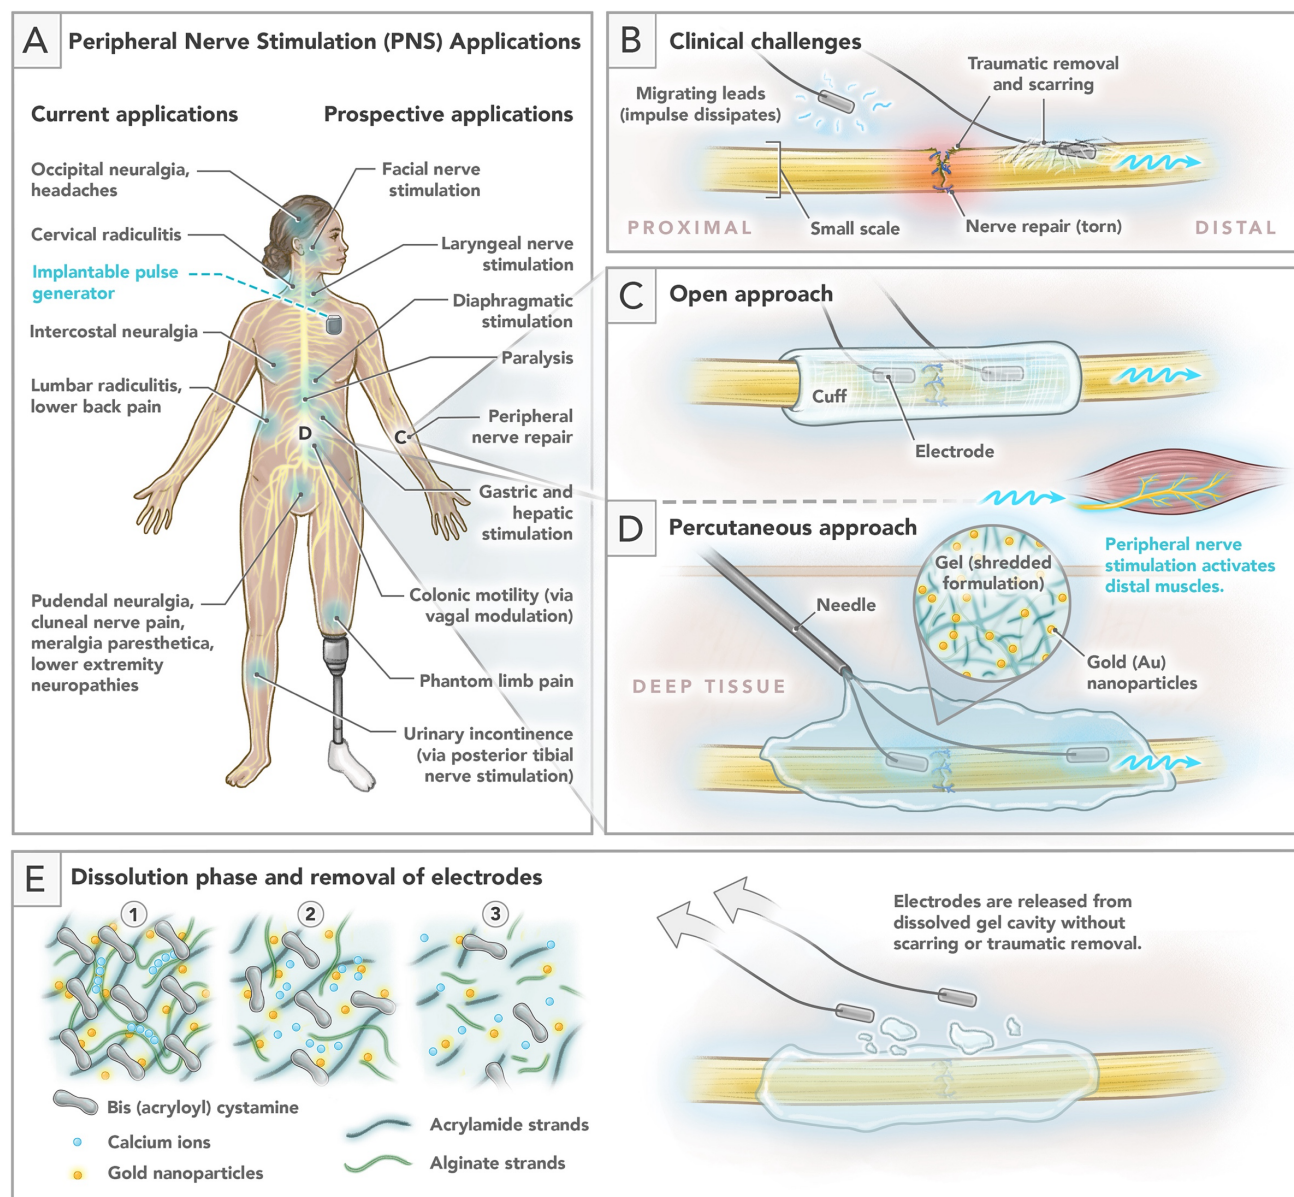 A
Peripheral Nerve Stimulation (PNS) Applications
Current applications
Prospective applications
Occipital neuralgia,
headaches
Cervical radiculitis
Implantable pulse
generator
Intercostal neuralgia
Lumbar radiculitis,
lower back pain
Pudendal neuralgia,
cluneal nerve pain,
meralgia paresthetica,
lower extremity
neuropathies
Facial nerve
stimulation
Laryngeal nerve
stimulation
Diaphragmatic
stimulation
Paralysis
Peripheral
nerve repair
Gastric and
hepatic
stimulation
Colonic motility (via
vagal modulation)
Phantom limb pain
Urinary incontinence
(via posterior tibial
nerve stimulation)
D
C
B
Clinical challenges
Migrating leads
(impulse dissipates)
Traumatic removal
and scarring
Small scale
Nerve repair (torn)
PROXIMAL
DISTAL
C
Open approach
Cuff
Electrode
D
Percutaneous approach
Peripheral nerve
stimulation activates
distal muscles.
Gel (shredded
formulation)
Needle
Gold (Au)
nanoparticles
DEEP TISSUE
E
Dissolution phase and removal of electrodes
1
2
3
Bis (acryloyl) cystamine
Calcium ions
Gold nanoparticles
Acrylamide strands
Alginate strands
Electrodes are released from
dissolved gel cavity without
scarring or traumatic removal.